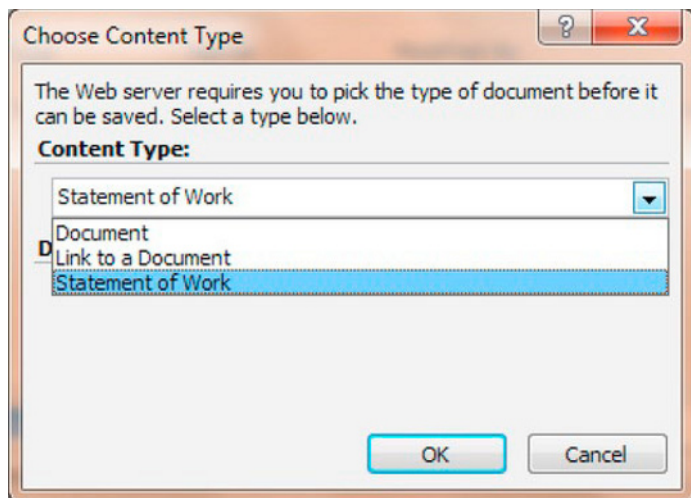 Choose Content Type
?
X
The Web server requires you to pick the type of document before it
can be saved. Select a type below.
Content Type:
Statement of Work
Document
D
Link to a Document
Statement of Work
OK
Cancel